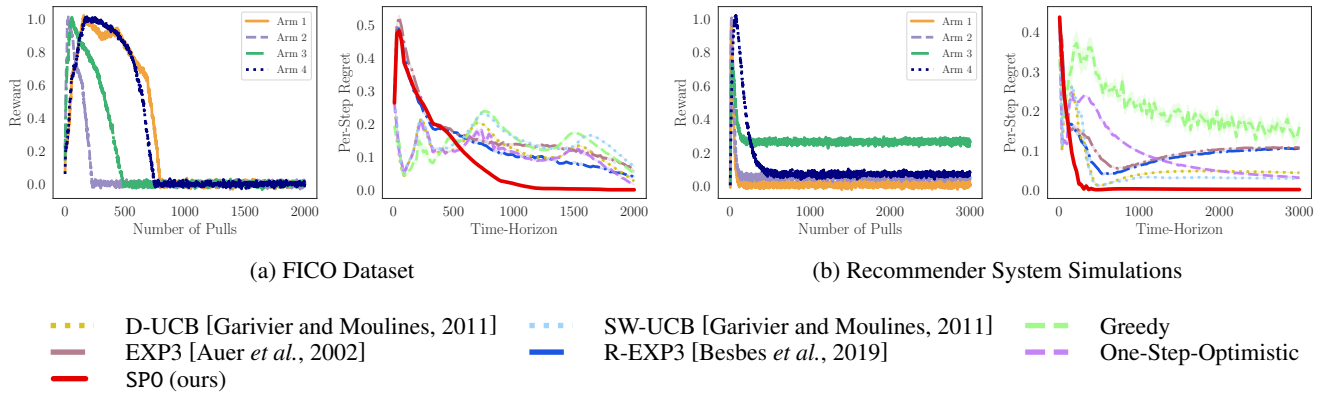 1.0
0.8
0.6
0.4
0.2
0.0
Reward
0 500 1000 1500 2000
Number of Pulls
Arm 1
Arm 2
Arm 3
Arm 4
0.5
0.4
0.3
0.2
0.1
0.0
Per-Step Regret
0 500 1000 1500 2000
Time-Horizon
(a) FICO Dataset
1.0
0.8
0.6
0.4
0.2
0.0
Reward
0 1000 2000 3000
Number of Pulls
Arm 1
Arm 2
Arm 3
Arm 4
0.4
0.3
0.2
0.1
0.0
Per-Step Regret
0 1000 2000 3000
Time-Horizon
(b) Recommender System Simulations
D-UCB [Garivier and Moulines, 2011] SW-UCB [Garivier and Moulines, 2011] Greedy
EXP3 [Auer et al., 2002] R-EXP3 [Besbes et al., 2019] One-Step-Optimistic
SPO (ours)